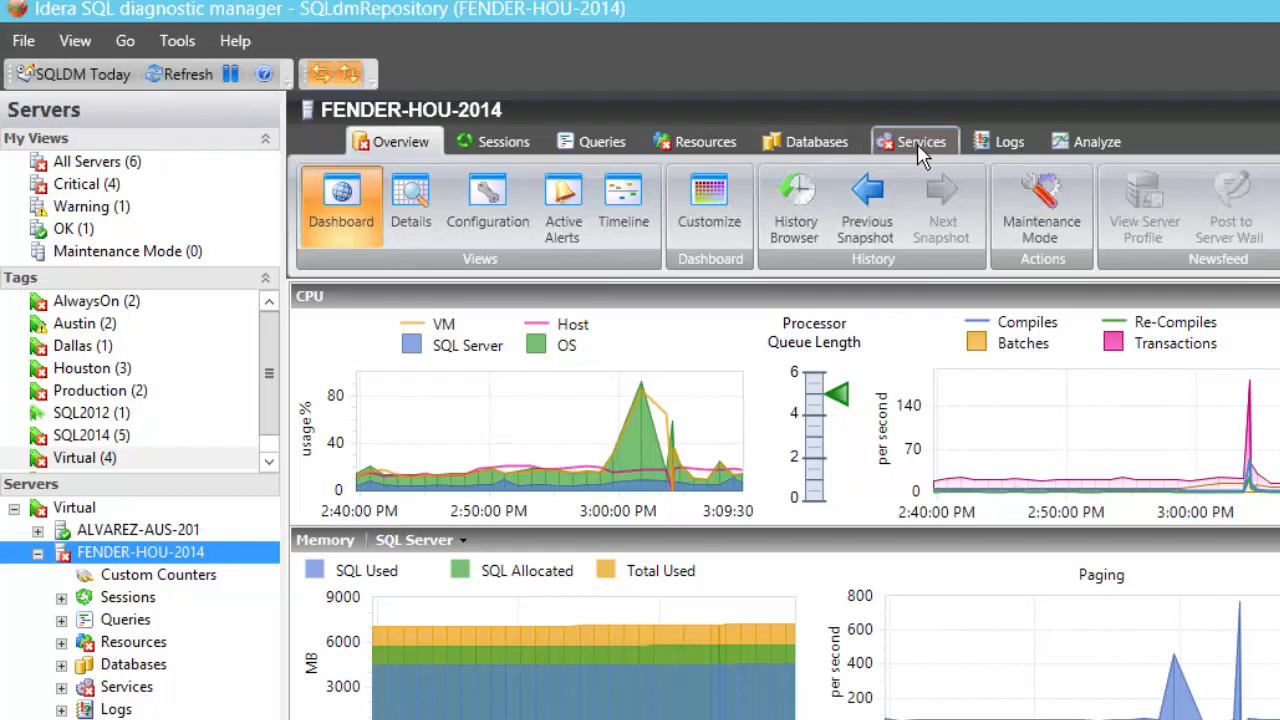 Idera SQL diagnostic manager - SQLdmRepository (FENDER-HOU-2014)
File View Go Tools Help
SQLDM Today Refresh
Servers
My Views
All Servers (6)
Critical (4)
Warning (1)
OK (1)
Maintenance Mode (0)
Tags
AlwaysOn (2)
Austin (2)
Dallas (1)
Houston (3)
Production (2)
SQL2012 (1)
SQL2014 (5)
Virtual (4)
Servers
Virtual
ALVAREZ-AUS-201
FENDER-HOU-2014
Custom Counters
Sessions
Queries
Resources
Databases
Services
Logs
FENDER-HOU-2014
Overview Sessions Queries Resources Databases Services Logs Analyze
Dashboard Details Configuration Active Alerts Timeline
Views
Customize
Dashboard
History Browser Previous Snapshot Next Snapshot
History
Maintenance Mode
Actions
View Server Profile Post to Server Wall
Newsfeed
CPU
VM Host
SQL Server OS
usage %
80
40
0
2:40:00 PM 2:50:00 PM 3:00:00 PM 3:09:30
Processor
Queue Length
6
4
2
0
Compiles Re-Compiles
Batches Transactions
per second
140
70
0
2:40:00 PM 2:50:00 PM 3:00:00 PM
Memory SQL Server
SQL Used SQL Allocated Total Used
MB
9000
6000
3000
Paging
per second
800
600
400
200